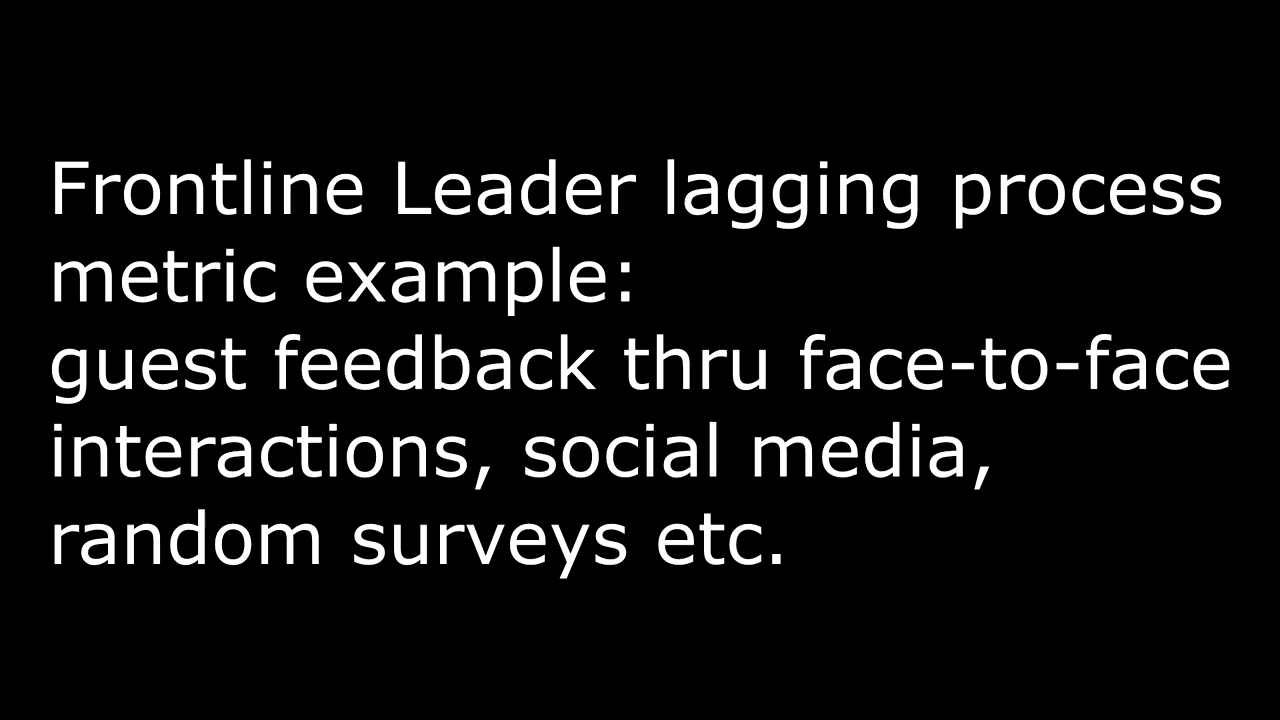 Frontline Leader lagging process
metric example:
guest feedback thru face-to-face
interactions, social media,
random surveys etc.